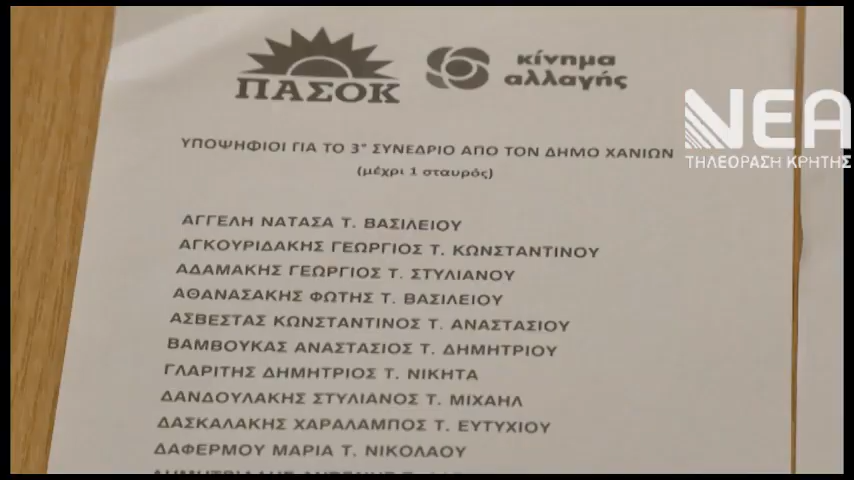 ΠΑΣΟΚ
κίνημα
αλλαγής
ΝΕΑ
ΤΗΛΕΟΡΑΣΗ ΚΡΗΤΗΣ
ΥΠΟΨΗΦΙΟΙ ΓΙΑ ΤΟ 3° ΣΥΝΕΔΡΙΟ ΑΠΟ ΤΟΝ ΔΗΜΟ ΧΑΝΙΩΝ
(μέχρι 1 σταυρός)
ΑΓΓΕΛΗ ΝΑΤΑΣΑ Τ. ΒΑΣΙΛΕΙΟΥ
ΑΓΚΟΥΡΙΔΑΚΗΣ ΓΕΩΡΓΙΟΣ Τ. ΚΩΝΣΤΑΝΤΙΝΟΥ
ΑΔΑΜΑΚΗΣ ΓΕΩΡΓΙΟΣ Τ. ΣΤΥΛΙΑΝΟΥ
ΑΘΑΝΑΣΑΚΗΣ ΦΩΤΗΣ Τ. ΒΑΣΙΛΕΙΟΥ
ΑΣΒΕΣΤΑΣ ΚΩΝΣΤΑΝΤΙΝΟΣ Τ. ΑΝΑΣΤΑΣΙΟΥ
ΒΑΜΒΟΥΚΑΣ ΑΝΑΣΤΑΣΙΟΣ Τ. ΔΗΜΗΤΡΙΟΥ
ΓΛΑΡΙΤΗΣ ΔΗΜΗΤΡΙΟΣ Τ. ΝΙΚΗΤΑ
ΔΑΝΔΟΥΛΑΚΗΣ ΣΤΥΛΙΑΝΟΣ Τ. ΜΙΧΑΗΛ
ΔΑΣΚΑΛΑΚΗΣ ΧΑΡΑΛΑΜΠΟΣ Τ. ΕΥΤΥΧΙΟΥ
ΔΑΦΕΡΜΟΥ ΜΑΡΙΑ Τ. ΝΙΚΟΛΑΟΥ